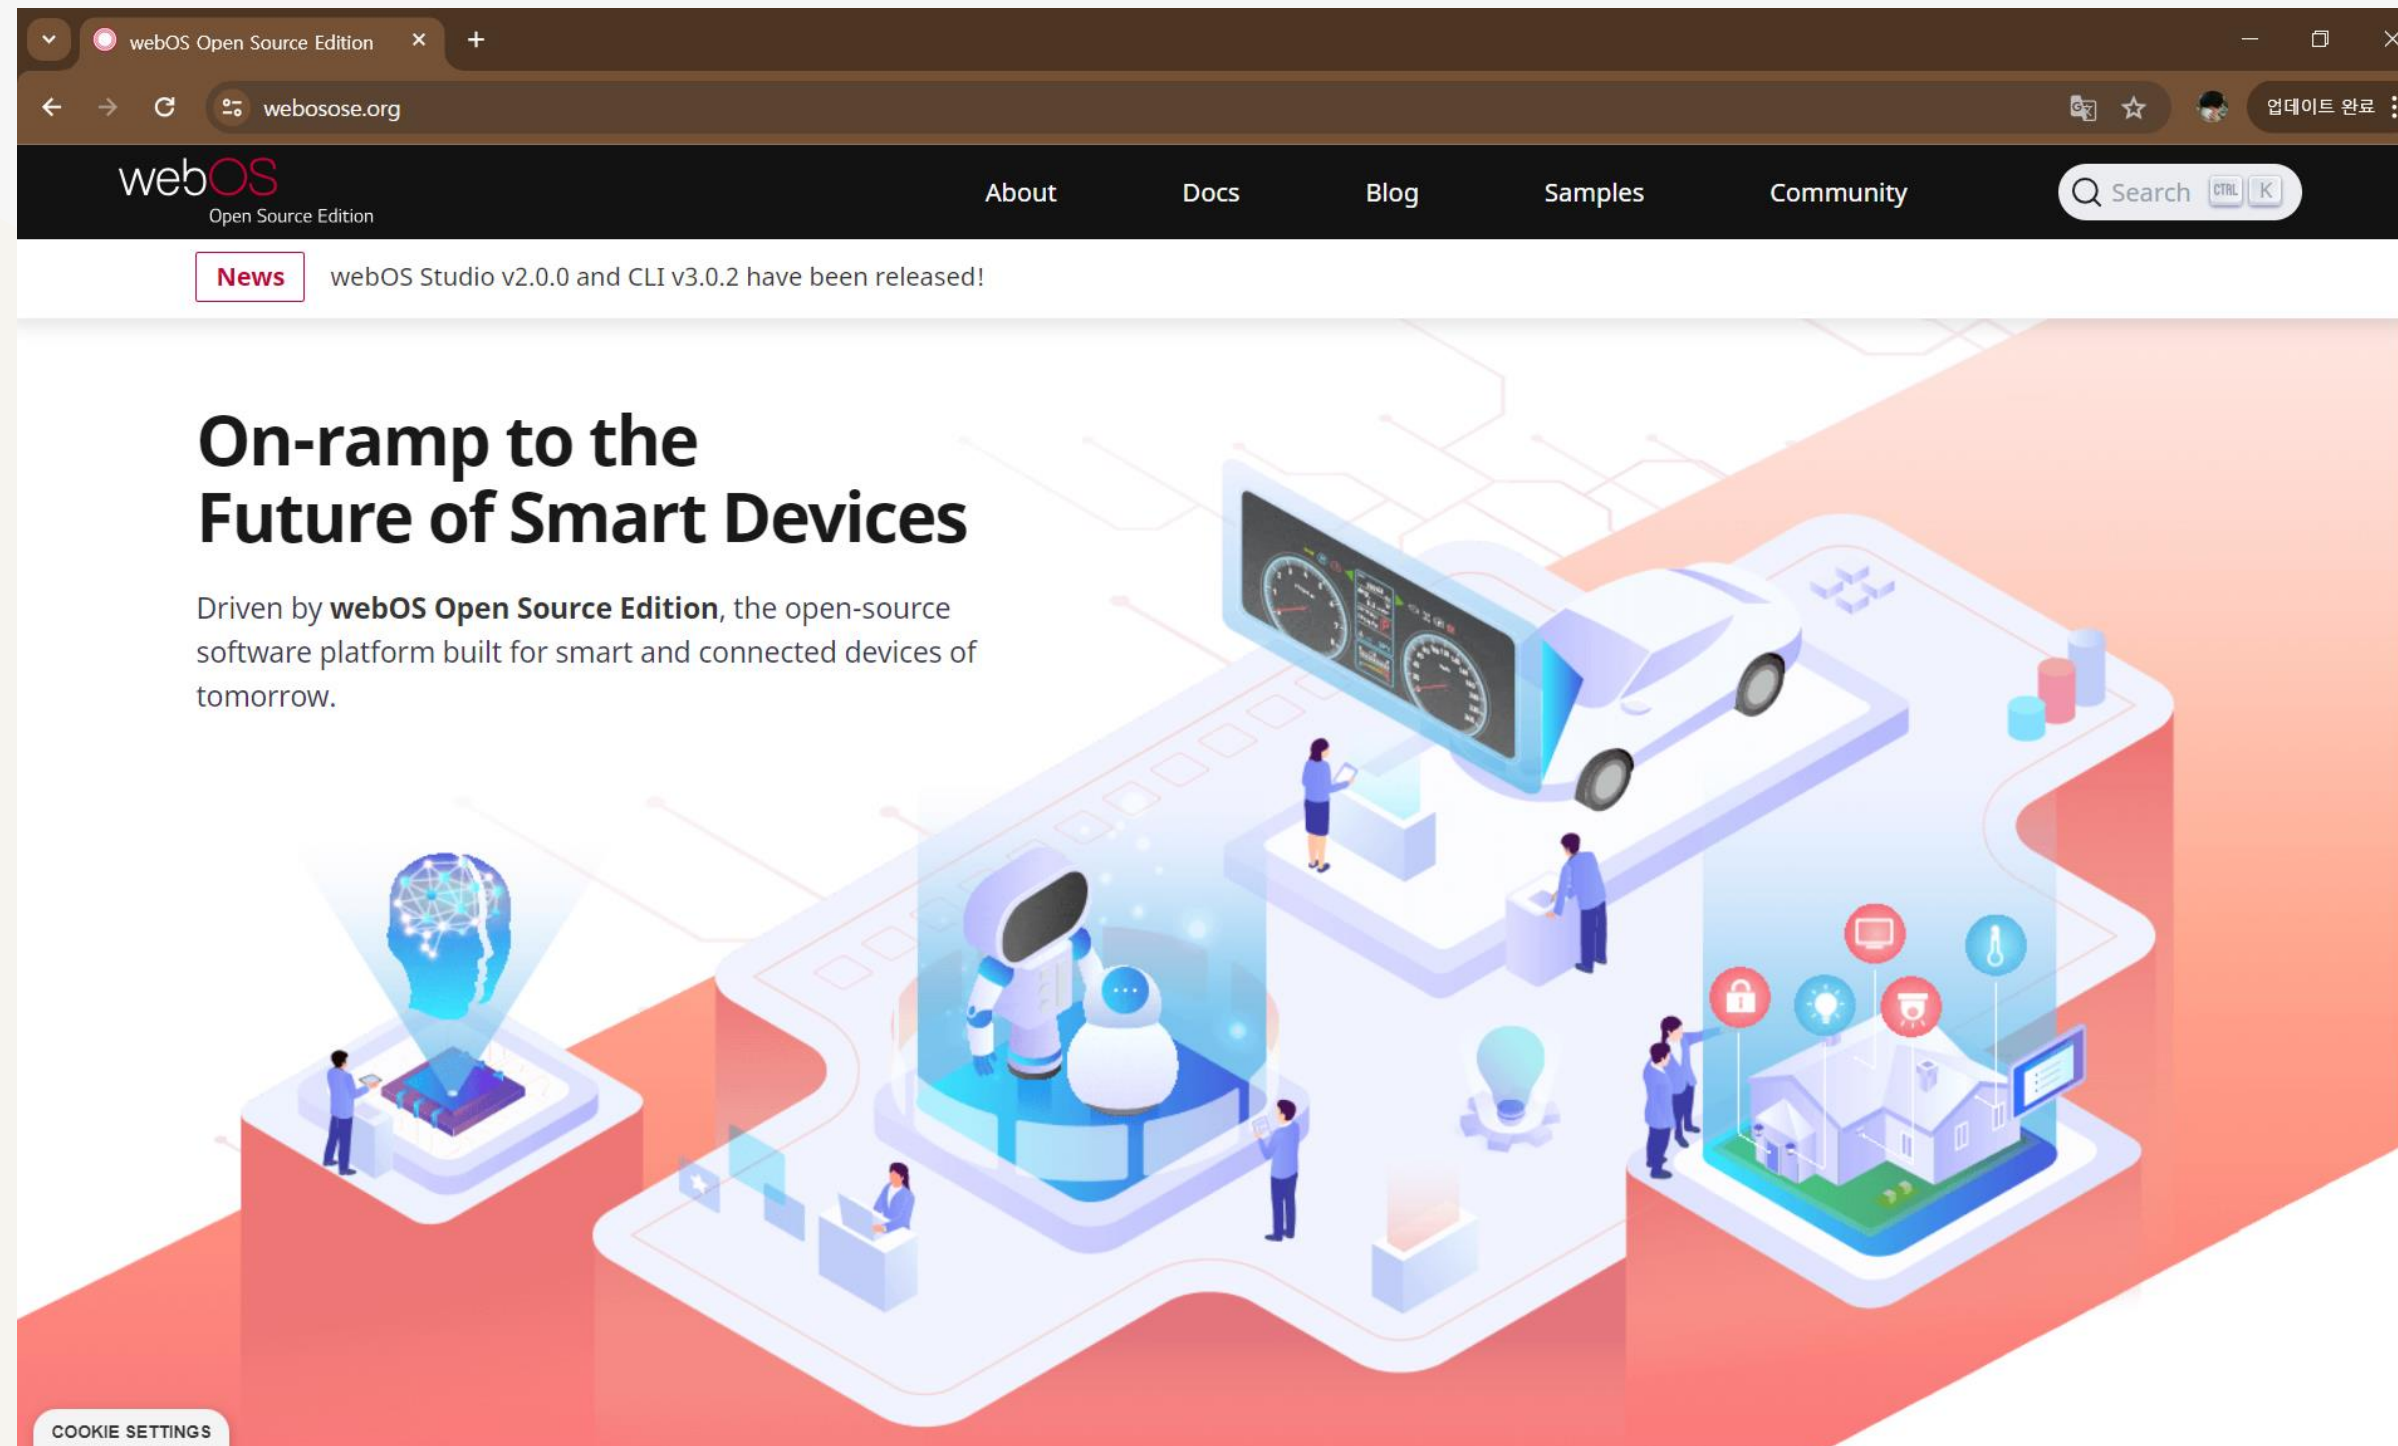 webOS Open Source Edition
webosose.org
업데이트 완료
webOS
Open Source Edition
About
Docs
Blog
Samples
Community
Search CTRL K
News
webOS Studio v2.0.0 and CLI v3.0.2 have been released!
On-ramp to the
Future of Smart Devices
Driven by webOS Open Source Edition, the open-source
software platform built for smart and connected devices of
tomorrow.
COOKIE SETTINGS